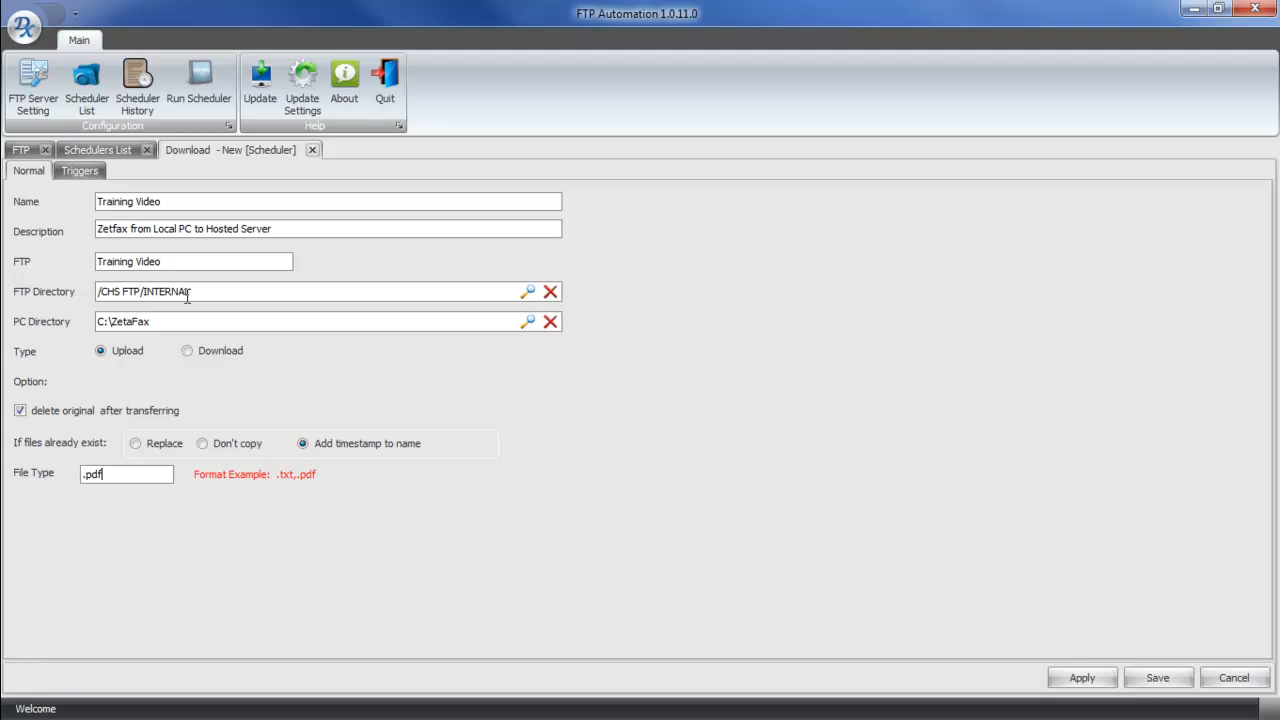 FTP Automation 1.0.11.0
Main
FTP Server Setting
Scheduler List
Scheduler History
Run Scheduler
Update
Update Settings
About
Quit
Configuration
Help
FTP
Schedulers List
Download - New [Scheduler]
Normal
Triggers
Name Training Video
Description Zetfax from Local PC to Hosted Server
FTP Training Video
FTP Directory /CHS FTP/INTERNAL
PC Directory C:\ZetaFax
Type Upload Download
Option:
delete original after transferring
If files already exist: Replace Don't copy Add timestamp to name
File Type .pdf Format Example: .txt,.pdf
Apply Save Cancel
Welcome